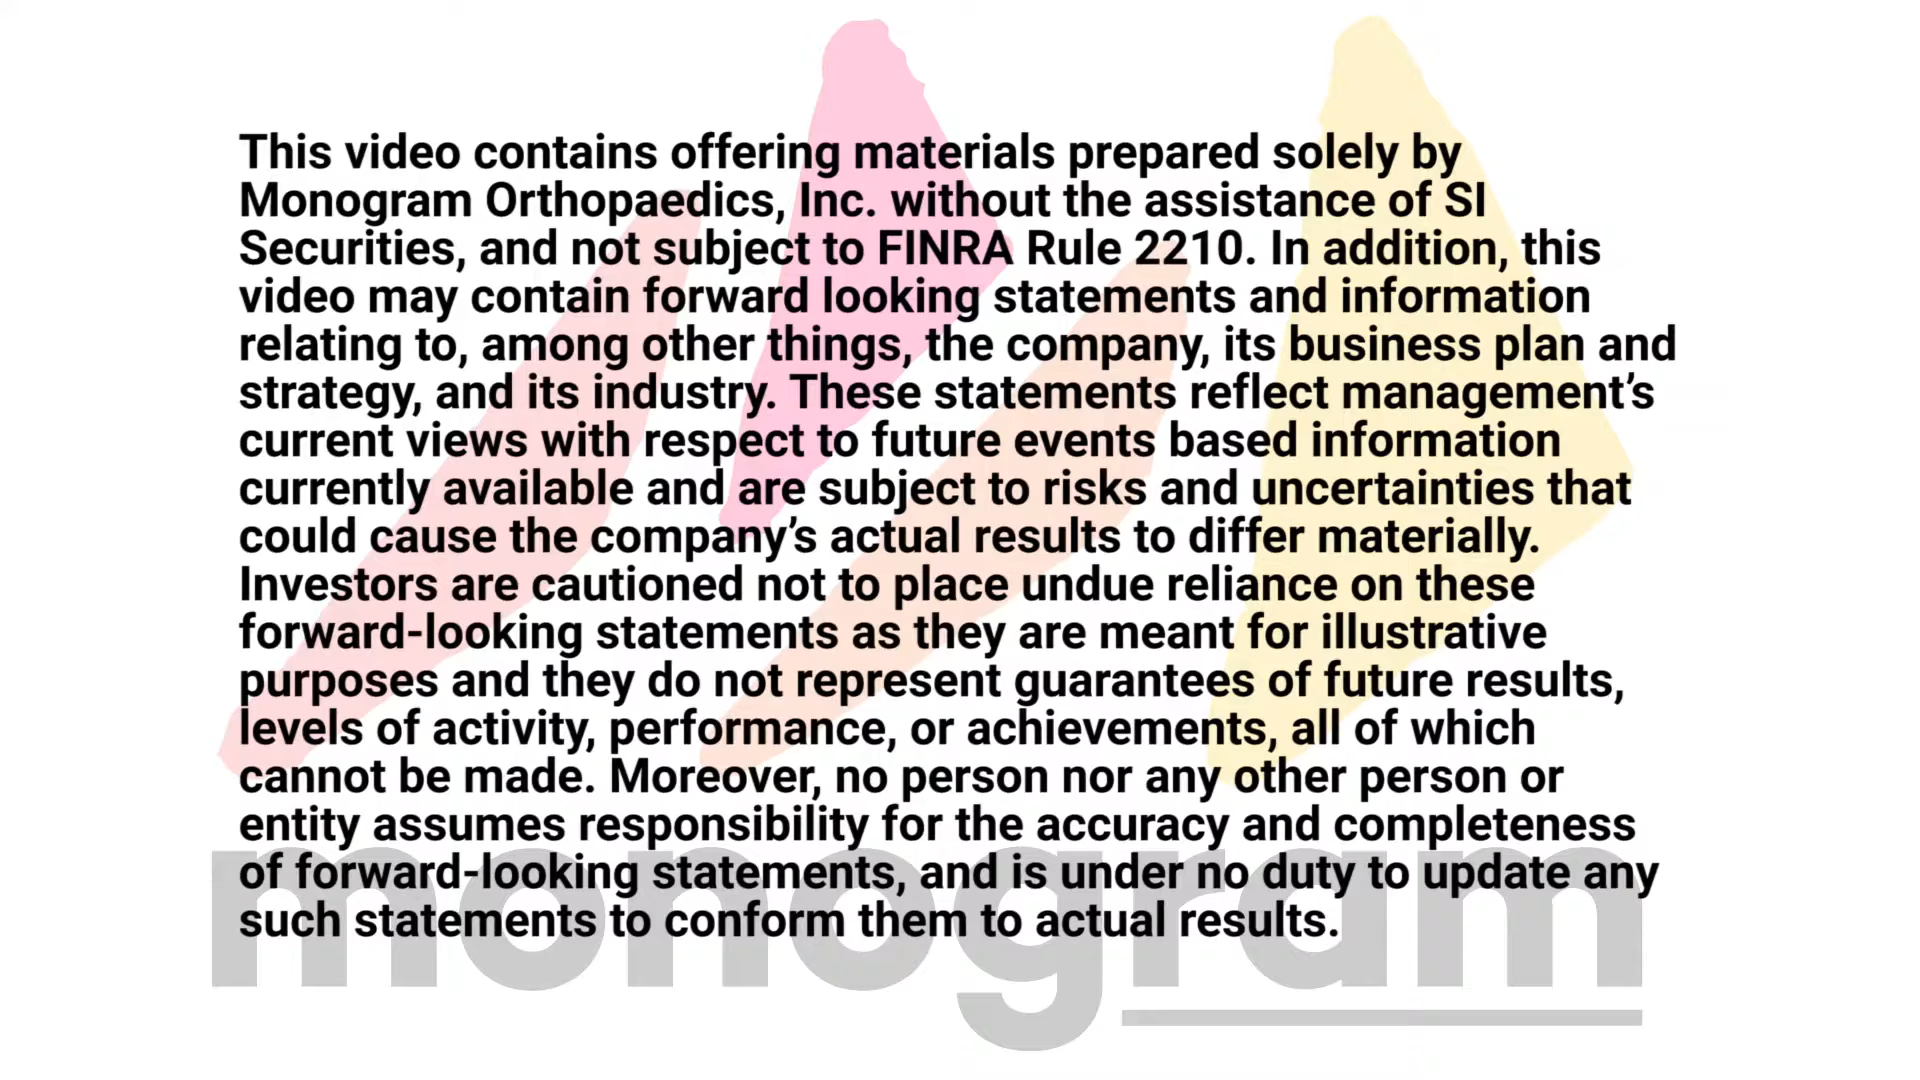 This video contains offering materials prepared solely by
Monogram Orthopaedics, Inc. without the assistance of SI
Securities, and not subject to FINRA Rule 2210. In addition, this
video may contain forward looking statements and information
relating to, among other things, the company, its business plan and
strategy, and its industry. These statements reflect management’s
current views with respect to future events based information
currently available and are subject to risks and uncertainties that
could cause the company’s actual results to differ materially.
Investors are cautioned not to place undue reliance on these
forward-looking statements as they are meant for illustrative
purposes and they do not represent guarantees of future results,
levels of activity, performance, or achievements, all of which
cannot be made. Moreover, no person nor any other person or
entity assumes responsibility for the accuracy and completeness
of forward-looking statements, and is under no duty to update any
such statements to conform them to actual results.
monogram